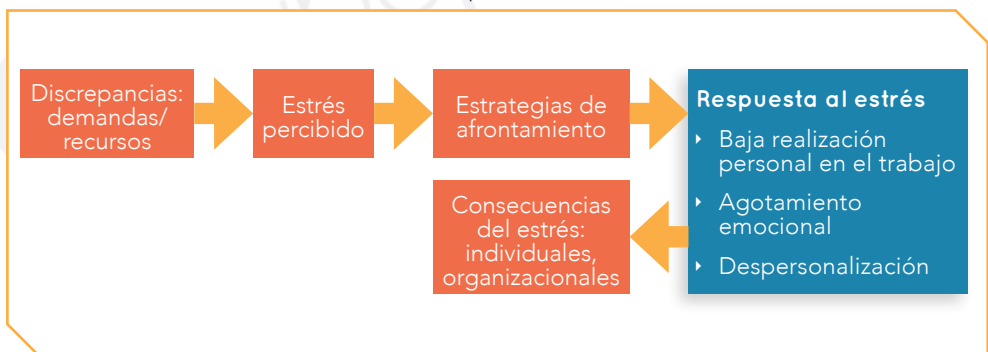 Discrepancias:
demandas/
recursos
Estrés
percibido
Estrategias de
afrontamiento
Respuesta al estrés
‣ Baja realización
personal en el trabajo
‣ Agotamiento
emocional
‣ Despersonalización
Consecuencias
del estrés:
individuales,
organizacionales